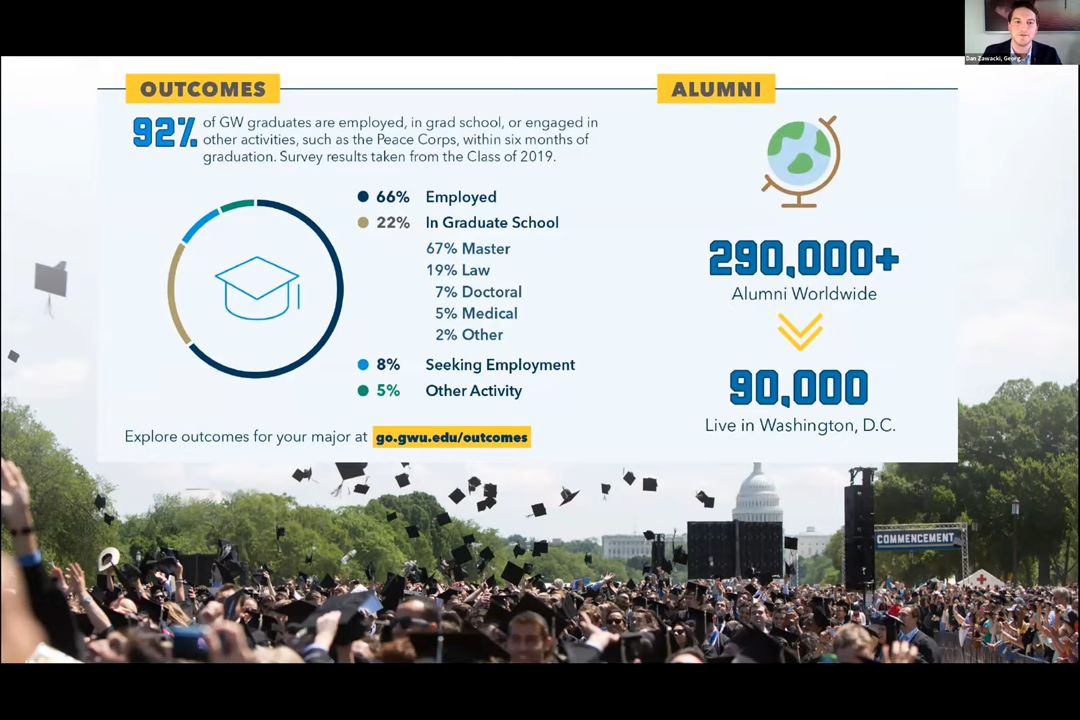 Dan Zawacki, Georg...
OUTCOMES
92% of GW graduates are employed, in grad school, or engaged in
other activities, such as the Peace Corps, within six months of
graduation. Survey results taken from the Class of 2019.
66% Employed
22% In Graduate School
67% Master
19% Law
7% Doctoral
5% Medical
2% Other
8% Seeking Employment
5% Other Activity
Explore outcomes for your major at go.gwu.edu/outcomes
ALUMNI
290,000+
Alumni Worldwide
90,000
Live in Washington, D.C.
COMMENCEMENT